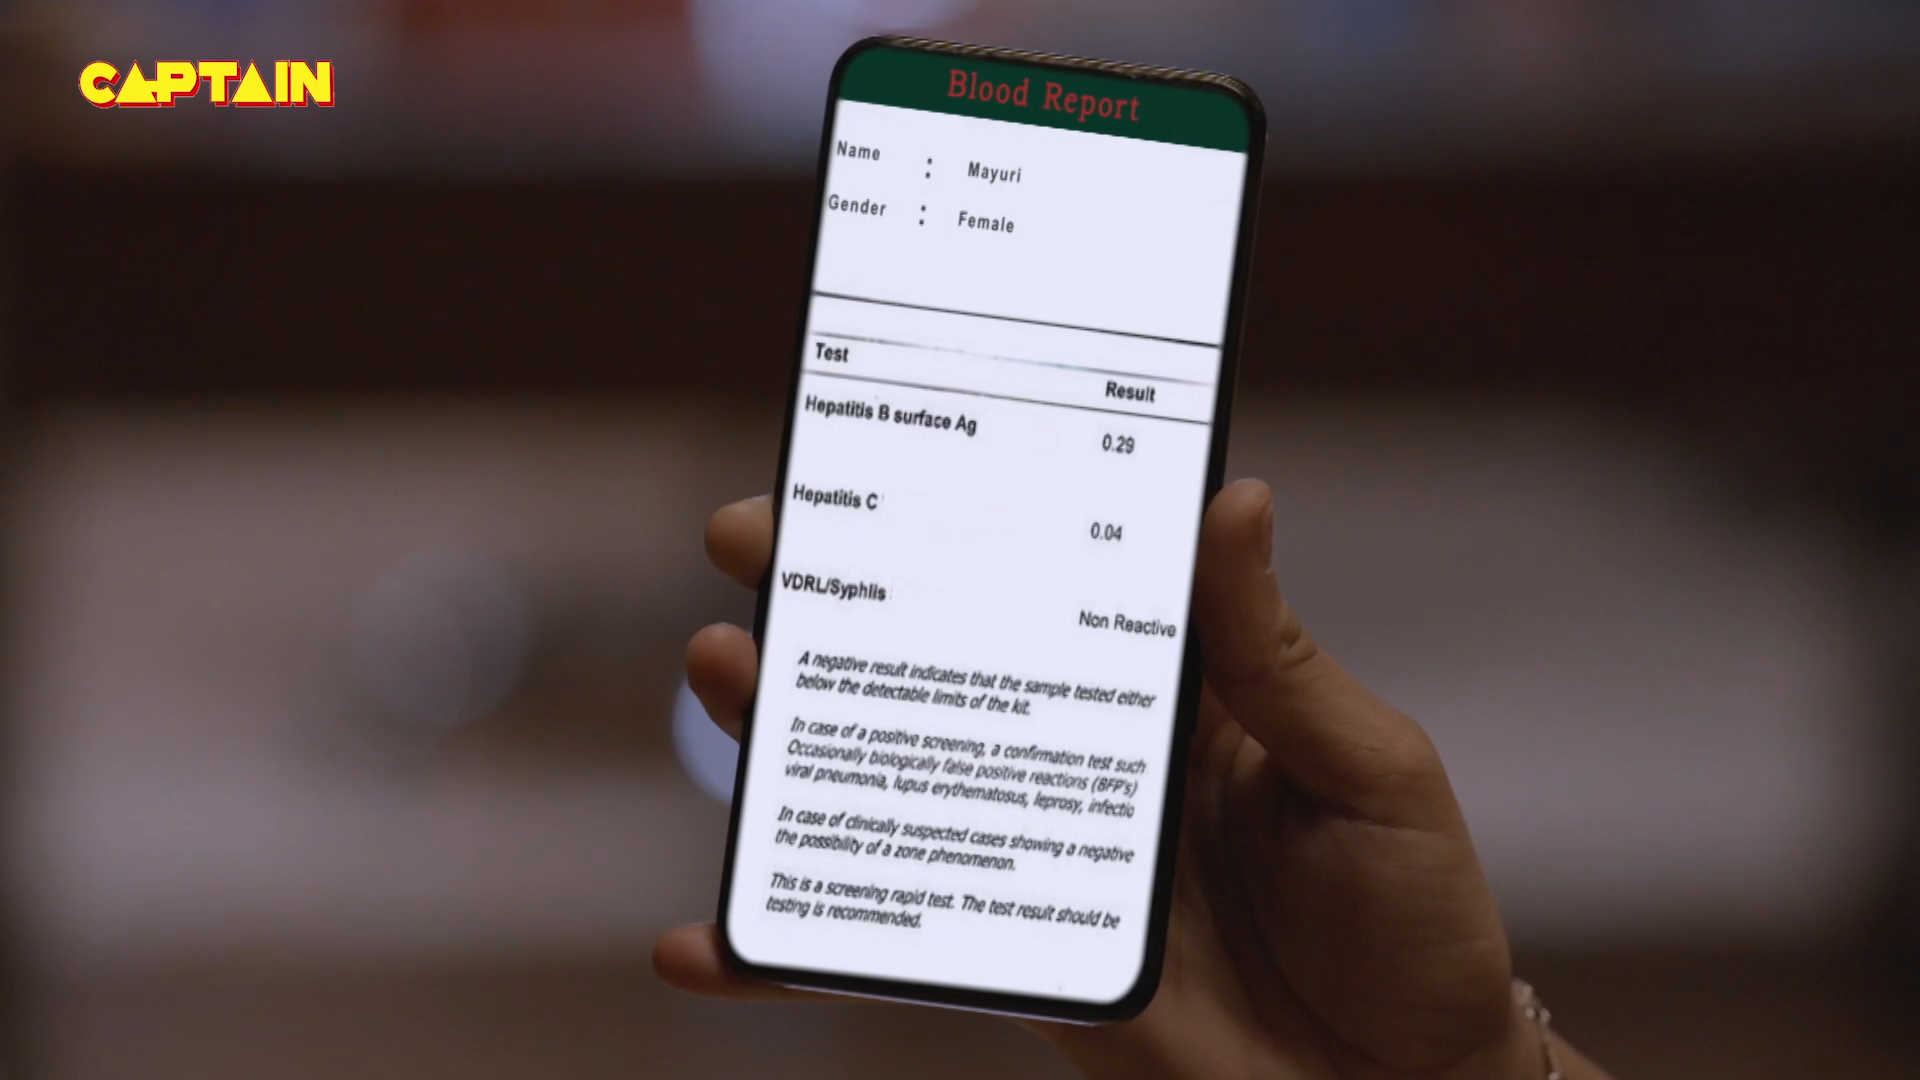 CAPTAIN
Blood Report
Name : Mayuri
Gender : Female
Test Result
Hepatitis B surface Ag 0.29
Hepatitis C 0.04
VDRL/Syphlis Non Reactive
A negative result indicates that the sample tested either
below the detectable limits of the kit.
In case of a positive screening, a confirmation test such
Occasionally biologically false positive reactions (BFP's)
viral pneumonia, lupus erythematosus, leprosy, infectio
In case of clinically suspected cases showing a negative
the possibility of a zone phenomenon.
This is a screening rapid test. The test result should be
testing is recommended.